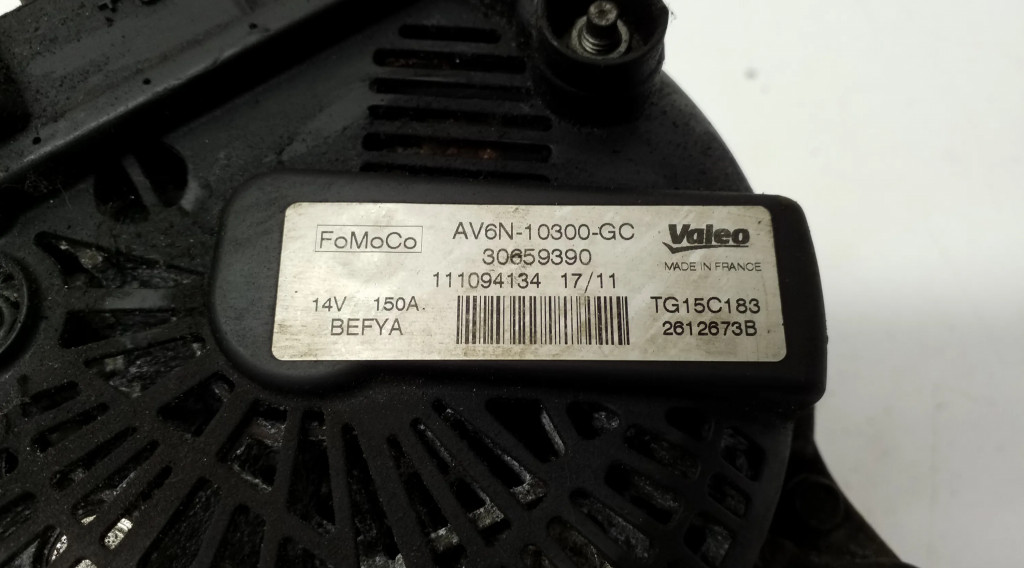 FoMoCo AV6N-10300-GC Valeo
30659390 MADE IN FRANCE
111094134 17/11
14V 150A. TG15C183
BEFYA 2612673B